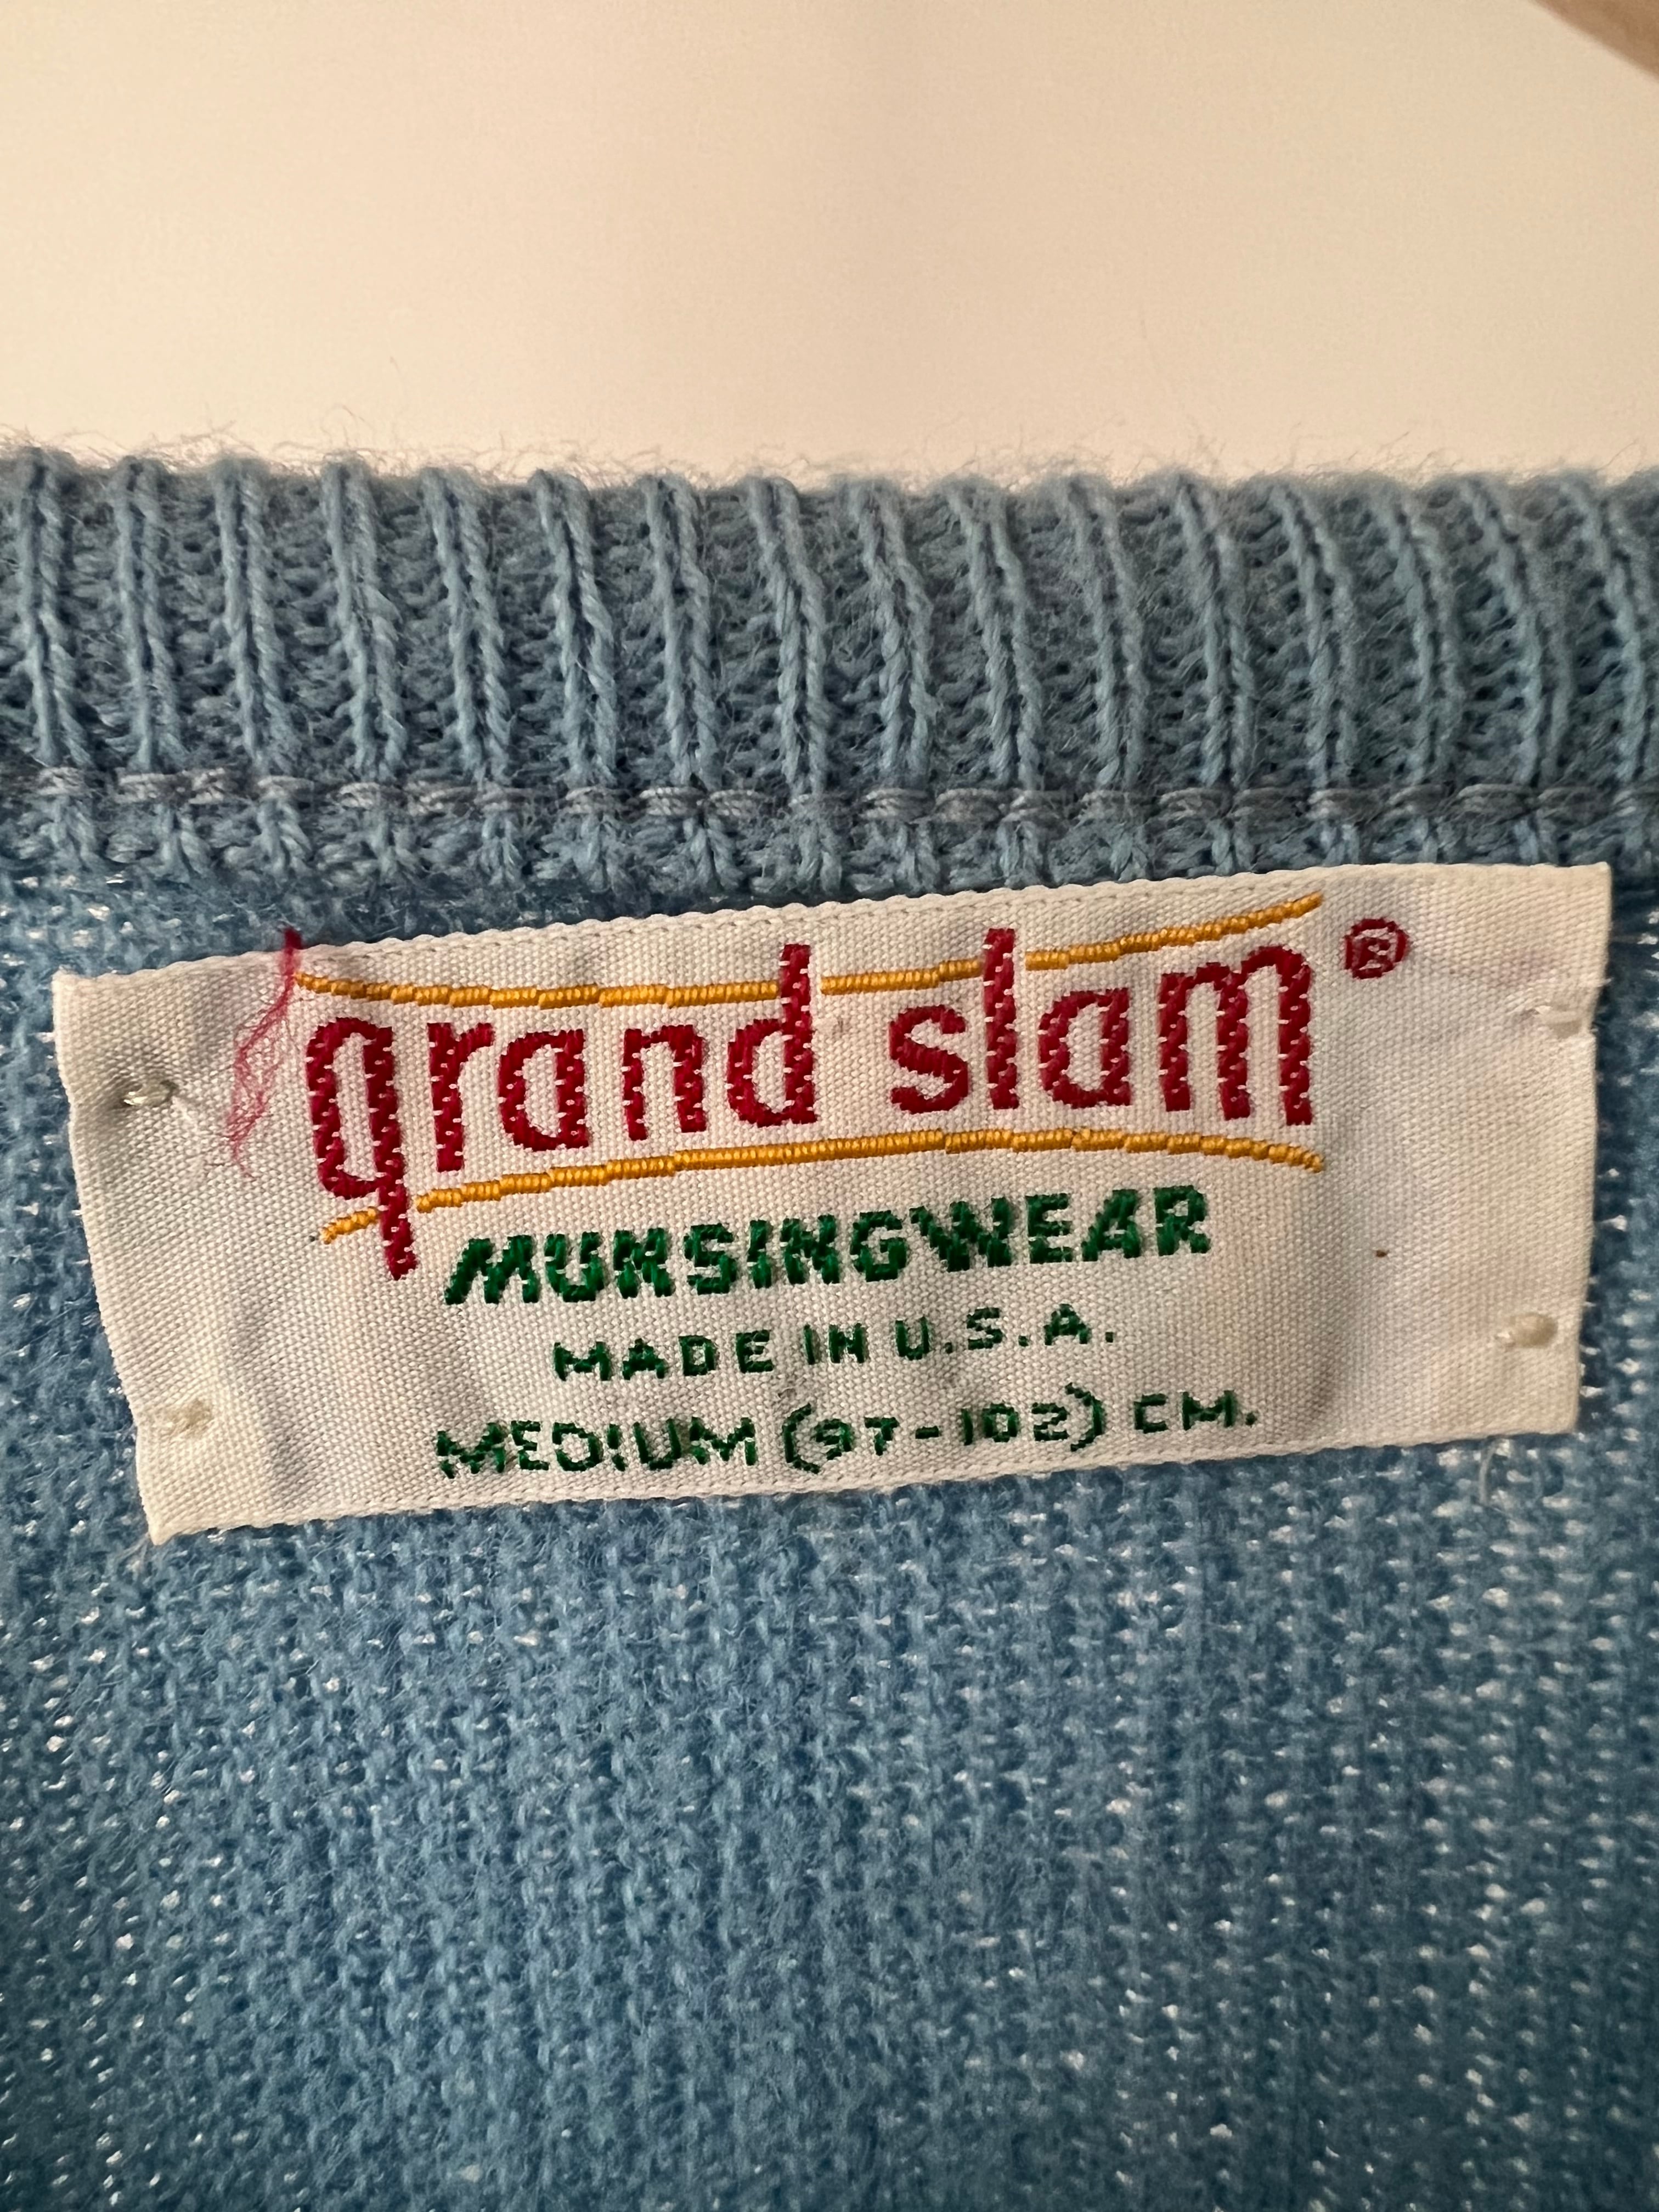 grand slam®
MUNSINGWEAR
MADE IN U.S.A.
MEDIUM (97-102) CM.